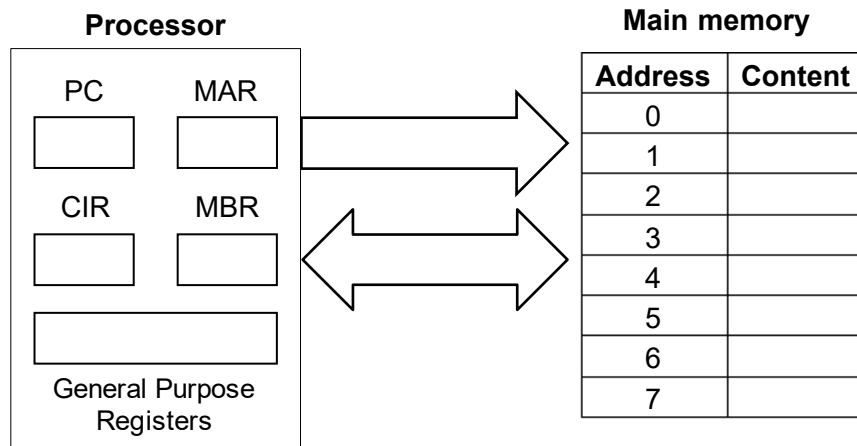 Processor
PC MAR
CIR MBR
General Purpose
Registers
Main memory
Address Content
0
1
2
3
4
5
6
7